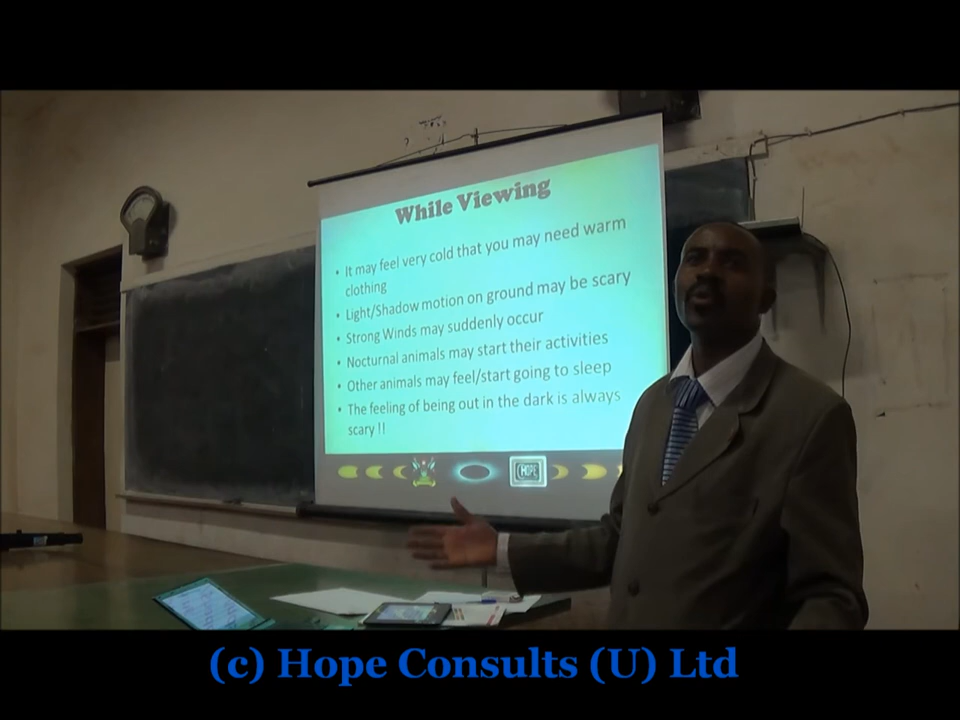 While Viewing
• It may feel very cold that you may need warm
clothing
• Light/Shadow motion on ground may be scary
• Strong Winds may suddenly occur
• Nocturnal animals may start their activities
• Other animals may feel/start going to sleep
• The feeling of being out in the dark is always
scary !!
HOPE
(c) Hope Consults (U) Ltd